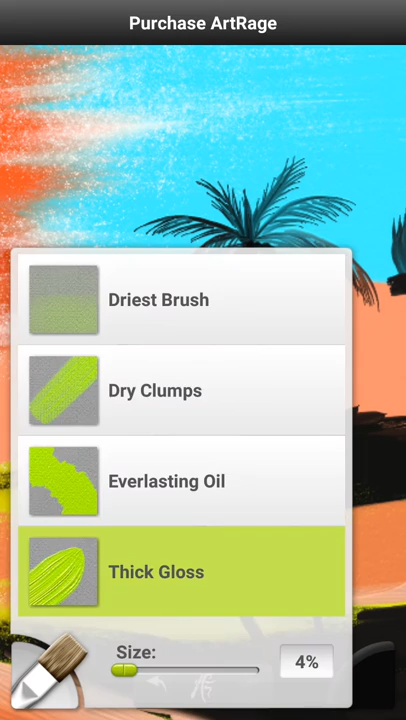 Purchase ArtRage
Driest Brush
Dry Clumps
Everlasting Oil
Thick Gloss
Size:
4%